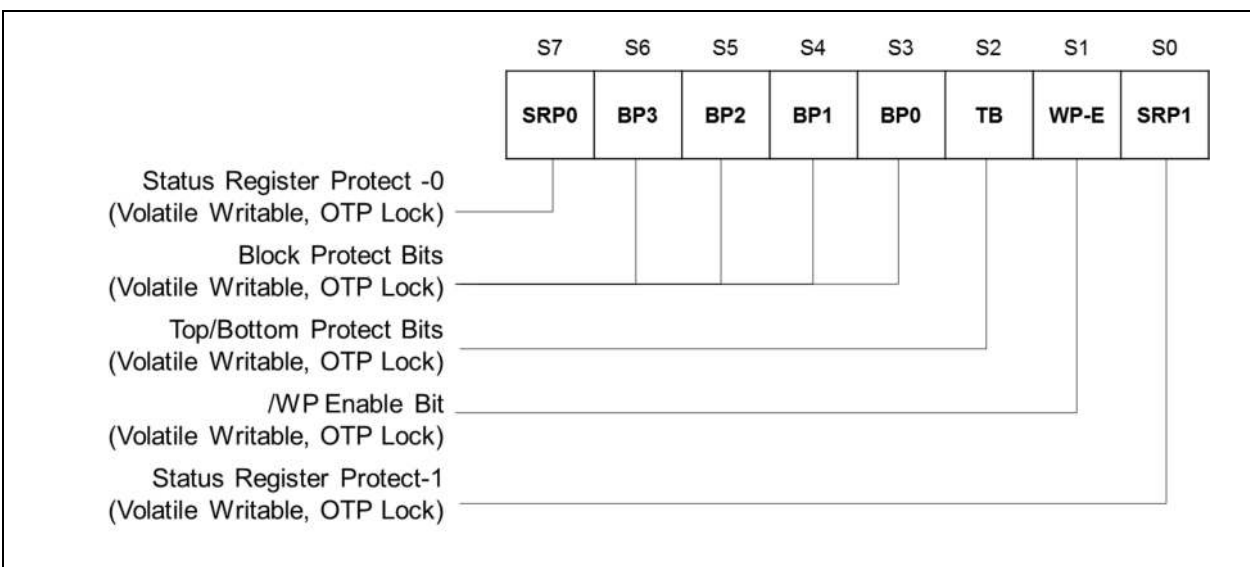 S7 S6 S5 S4 S3 S2 S1 S0
SRP0 BP3 BP2 BP1 BP0 TB WP-E SRP1
Status Register Protect -0
(Volatile Writable, OTP Lock)
Block Protect Bits
(Volatile Writable, OTP Lock)
Top/Bottom Protect Bits
(Volatile Writable, OTP Lock)
/WP Enable Bit
(Volatile Writable, OTP Lock)
Status Register Protect-1
(Volatile Writable, OTP Lock)